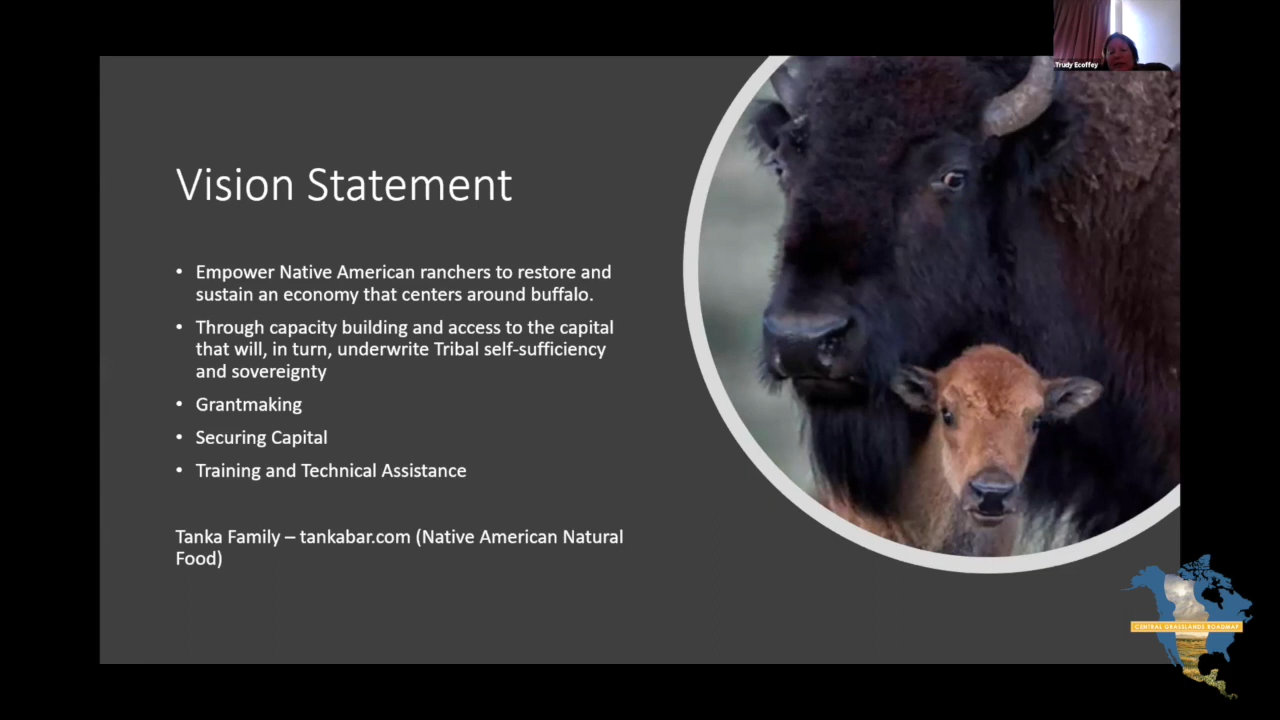 Trudy Ecoffey
Vision Statement
• Empower Native American ranchers to restore and
sustain an economy that centers around buffalo.
• Through capacity building and access to the capital
that will, in turn, underwrite Tribal self-sufficiency
and sovereignty
• Grantmaking
• Securing Capital
• Training and Technical Assistance
Tanka Family – tankabar.com (Native American Natural
Food)
CENTRAL GRASSLANDS ROADMAP